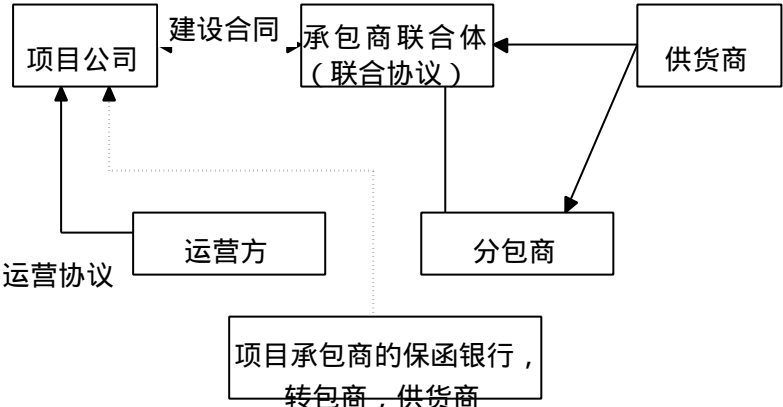 建设合同
项目公司
承包商联合体
（联合协议）
供货商
运营方
分包商
运营协议
项目承包商的保函银行，
转包商，供货商